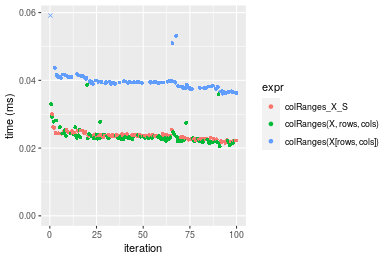 0.06
0.04
0.02
0.00
time (ms)
0
25
50
75
100
iteration
expr
colRanges_X_S
colRanges(X, rows, cols)
colRanges(X[rows, cols])